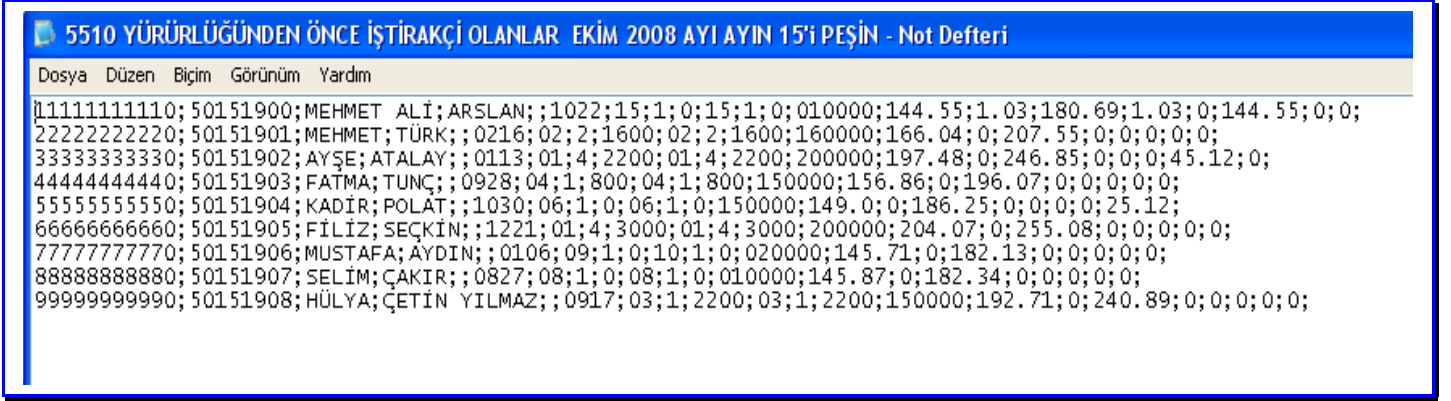 5510 YÜRÜRLÜĞÜNDEN ÖNCE İŞTİRAKÇİ OLANLAR EKİM 2008 AYI AYIN 15'i PEŞİN - Not Defteri
Dosya Düzen Biçim Görünüm Yardım
11111111110;50151900;MEHMET ALİ;ARSLAN;;1022;15;1;0;15;1;0;010000;144.55;1.03;180.69;1.03;0;144.55;0;0;
22222222220;50151901;MEHMET;TÜRK;;0216;02;2;1600;02;2;1600;160000;166.04;0;207.55;0;0;0;0;0;
33333333330;50151902;AYŞE;ATALAY;;0113;01;4;2200;01;4;2200;200000;197.48;0;246.85;0;0;0;45.12;0;
44444444440;50151903;FATMA;TUNÇ;;0928;04;1;800;04;1;800;150000;156.86;0;196.07;0;0;0;0;0;
55555555550;50151904;KADİR;POLAT;;1030;06;1;0;06;1;0;150000;149.0;0;186.25;0;0;0;0;25.12;
66666666660;50151905;FİLİZ;SEÇKİN;;1221;01;4;3000;01;4;3000;200000;204.07;0;255.08;0;0;0;0;0;
77777777770;50151906;MUSTAFA;AYDIN;;0106;09;1;0;10;1;0;020000;145.71;0;182.13;0;0;0;0;0;
88888888880;50151907;SELİM;ÇAKIR;;0827;08;1;0;08;1;0;010000;145.87;0;182.34;0;0;0;0;0;
99999999990;50151908;HÜLYA;ÇETİN YILMAZ;;0917;03;1;2200;03;1;2200;150000;192.71;0;240.89;0;0;0;0;0;